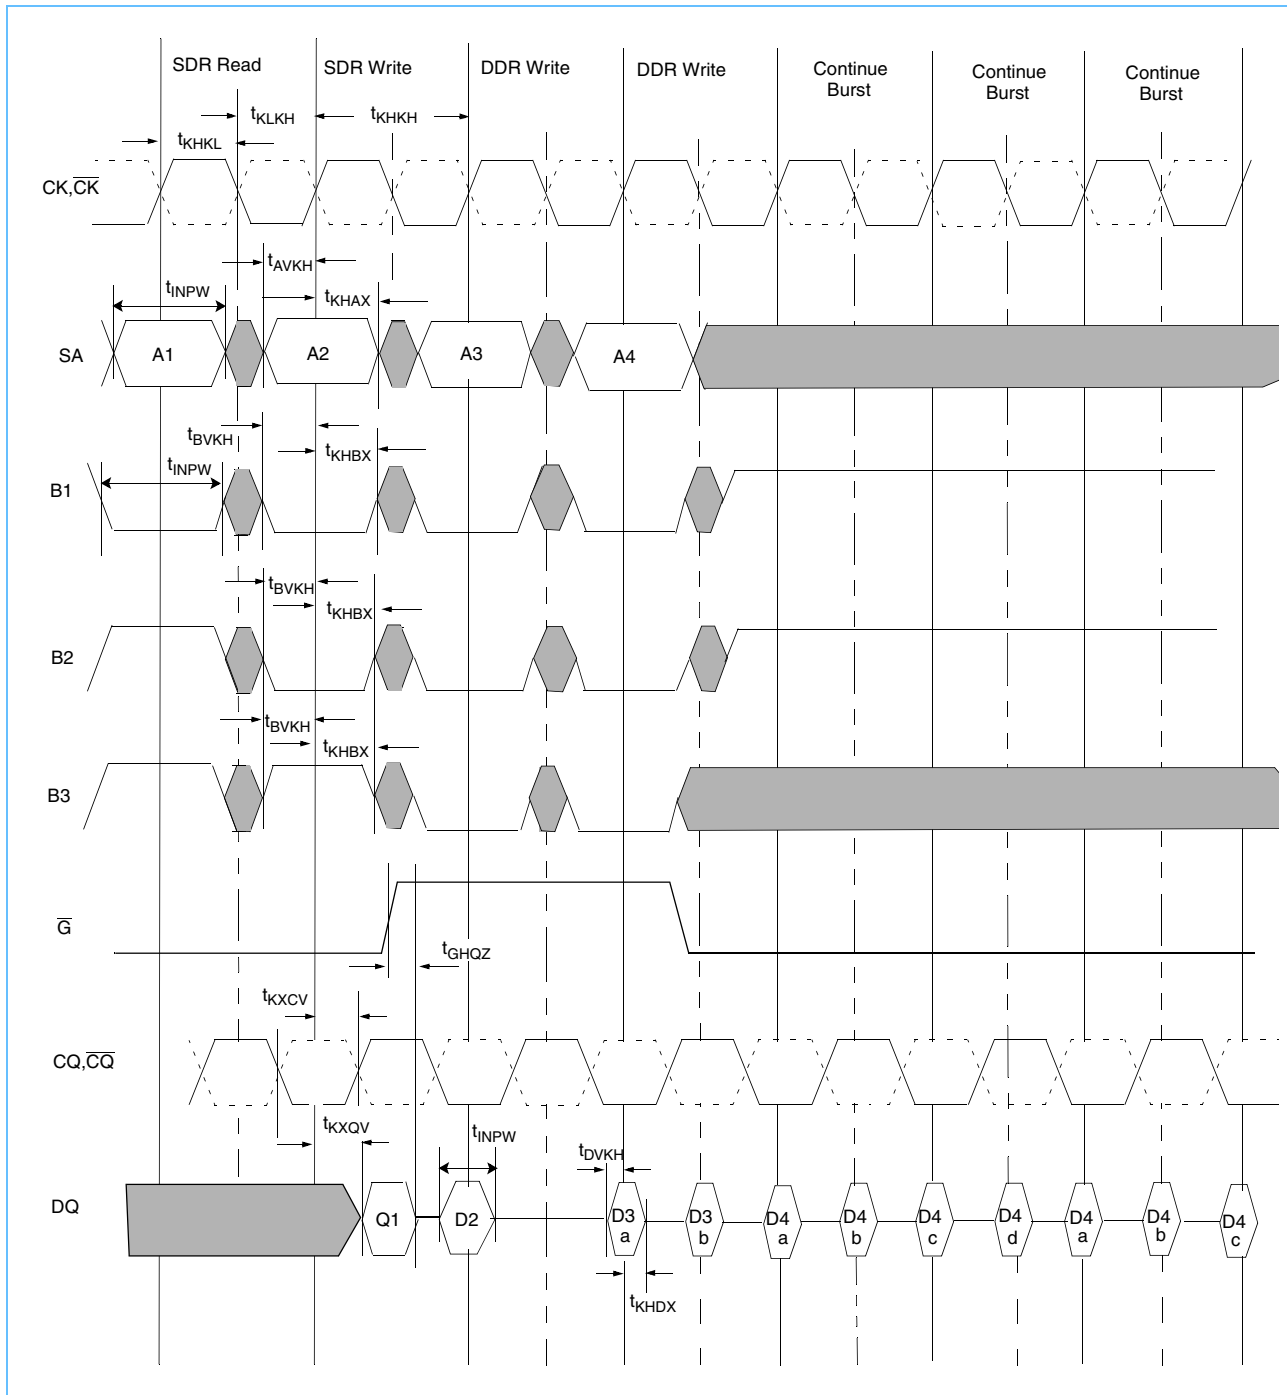 SDR Read SDR Write DDR Write DDR Write Continue Burst Continue Burst Continue Burst
tKLKH tKHKH
tKHKL
CK,C̅K̅
tAVKH
tINPW tKHAX
SA A1 A2 A3 A4
tBVKH tKHBX
tINPW
B1
tBVKH
tKHBX
B2
tBVKH
tKHBX
B3
G̅
tGHQZ
tKXCV
CQ,C̅Q̅
tKXQV tINPW tDVKH
DQ Q1 D2 D3 a D3 b D4 a D4 b D4 c D4 d D4 a D4 b D4 c
tKHDX